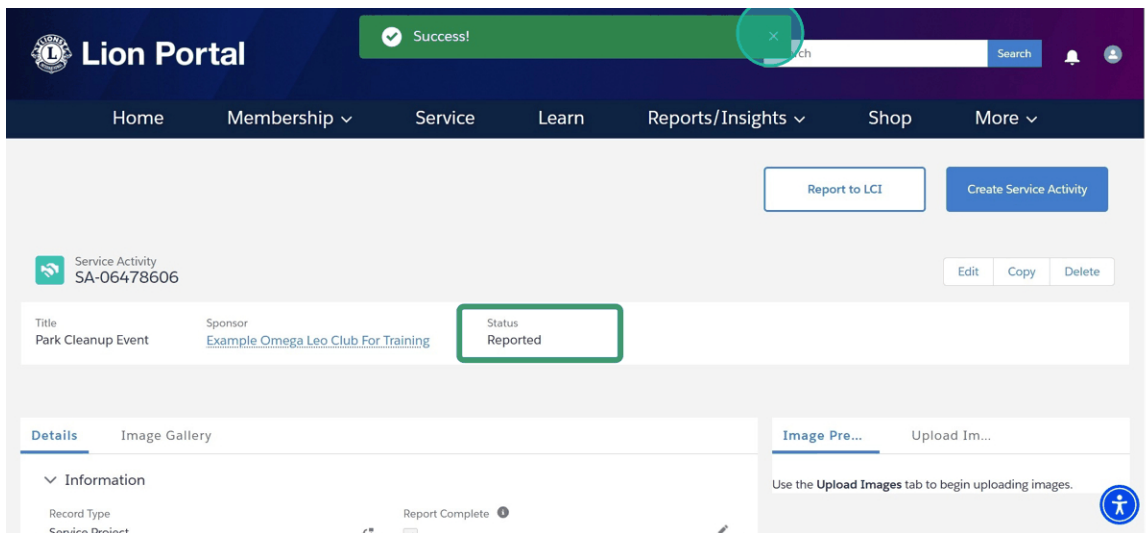 Success!
Lion Portal
Search
Home Membership Service Learn Reports/Insights Shop More
Report to LCI Create Service Activity
Service Activity
SA-06478606
Edit Copy Delete
Title Sponsor Status
Park Cleanup Event Example Omega Leo Club For Training Reported
Details Image Gallery Image Pre... Upload Im...
Information
Use the Upload Images tab to begin uploading images.
Record Type Report Complete
Service Project